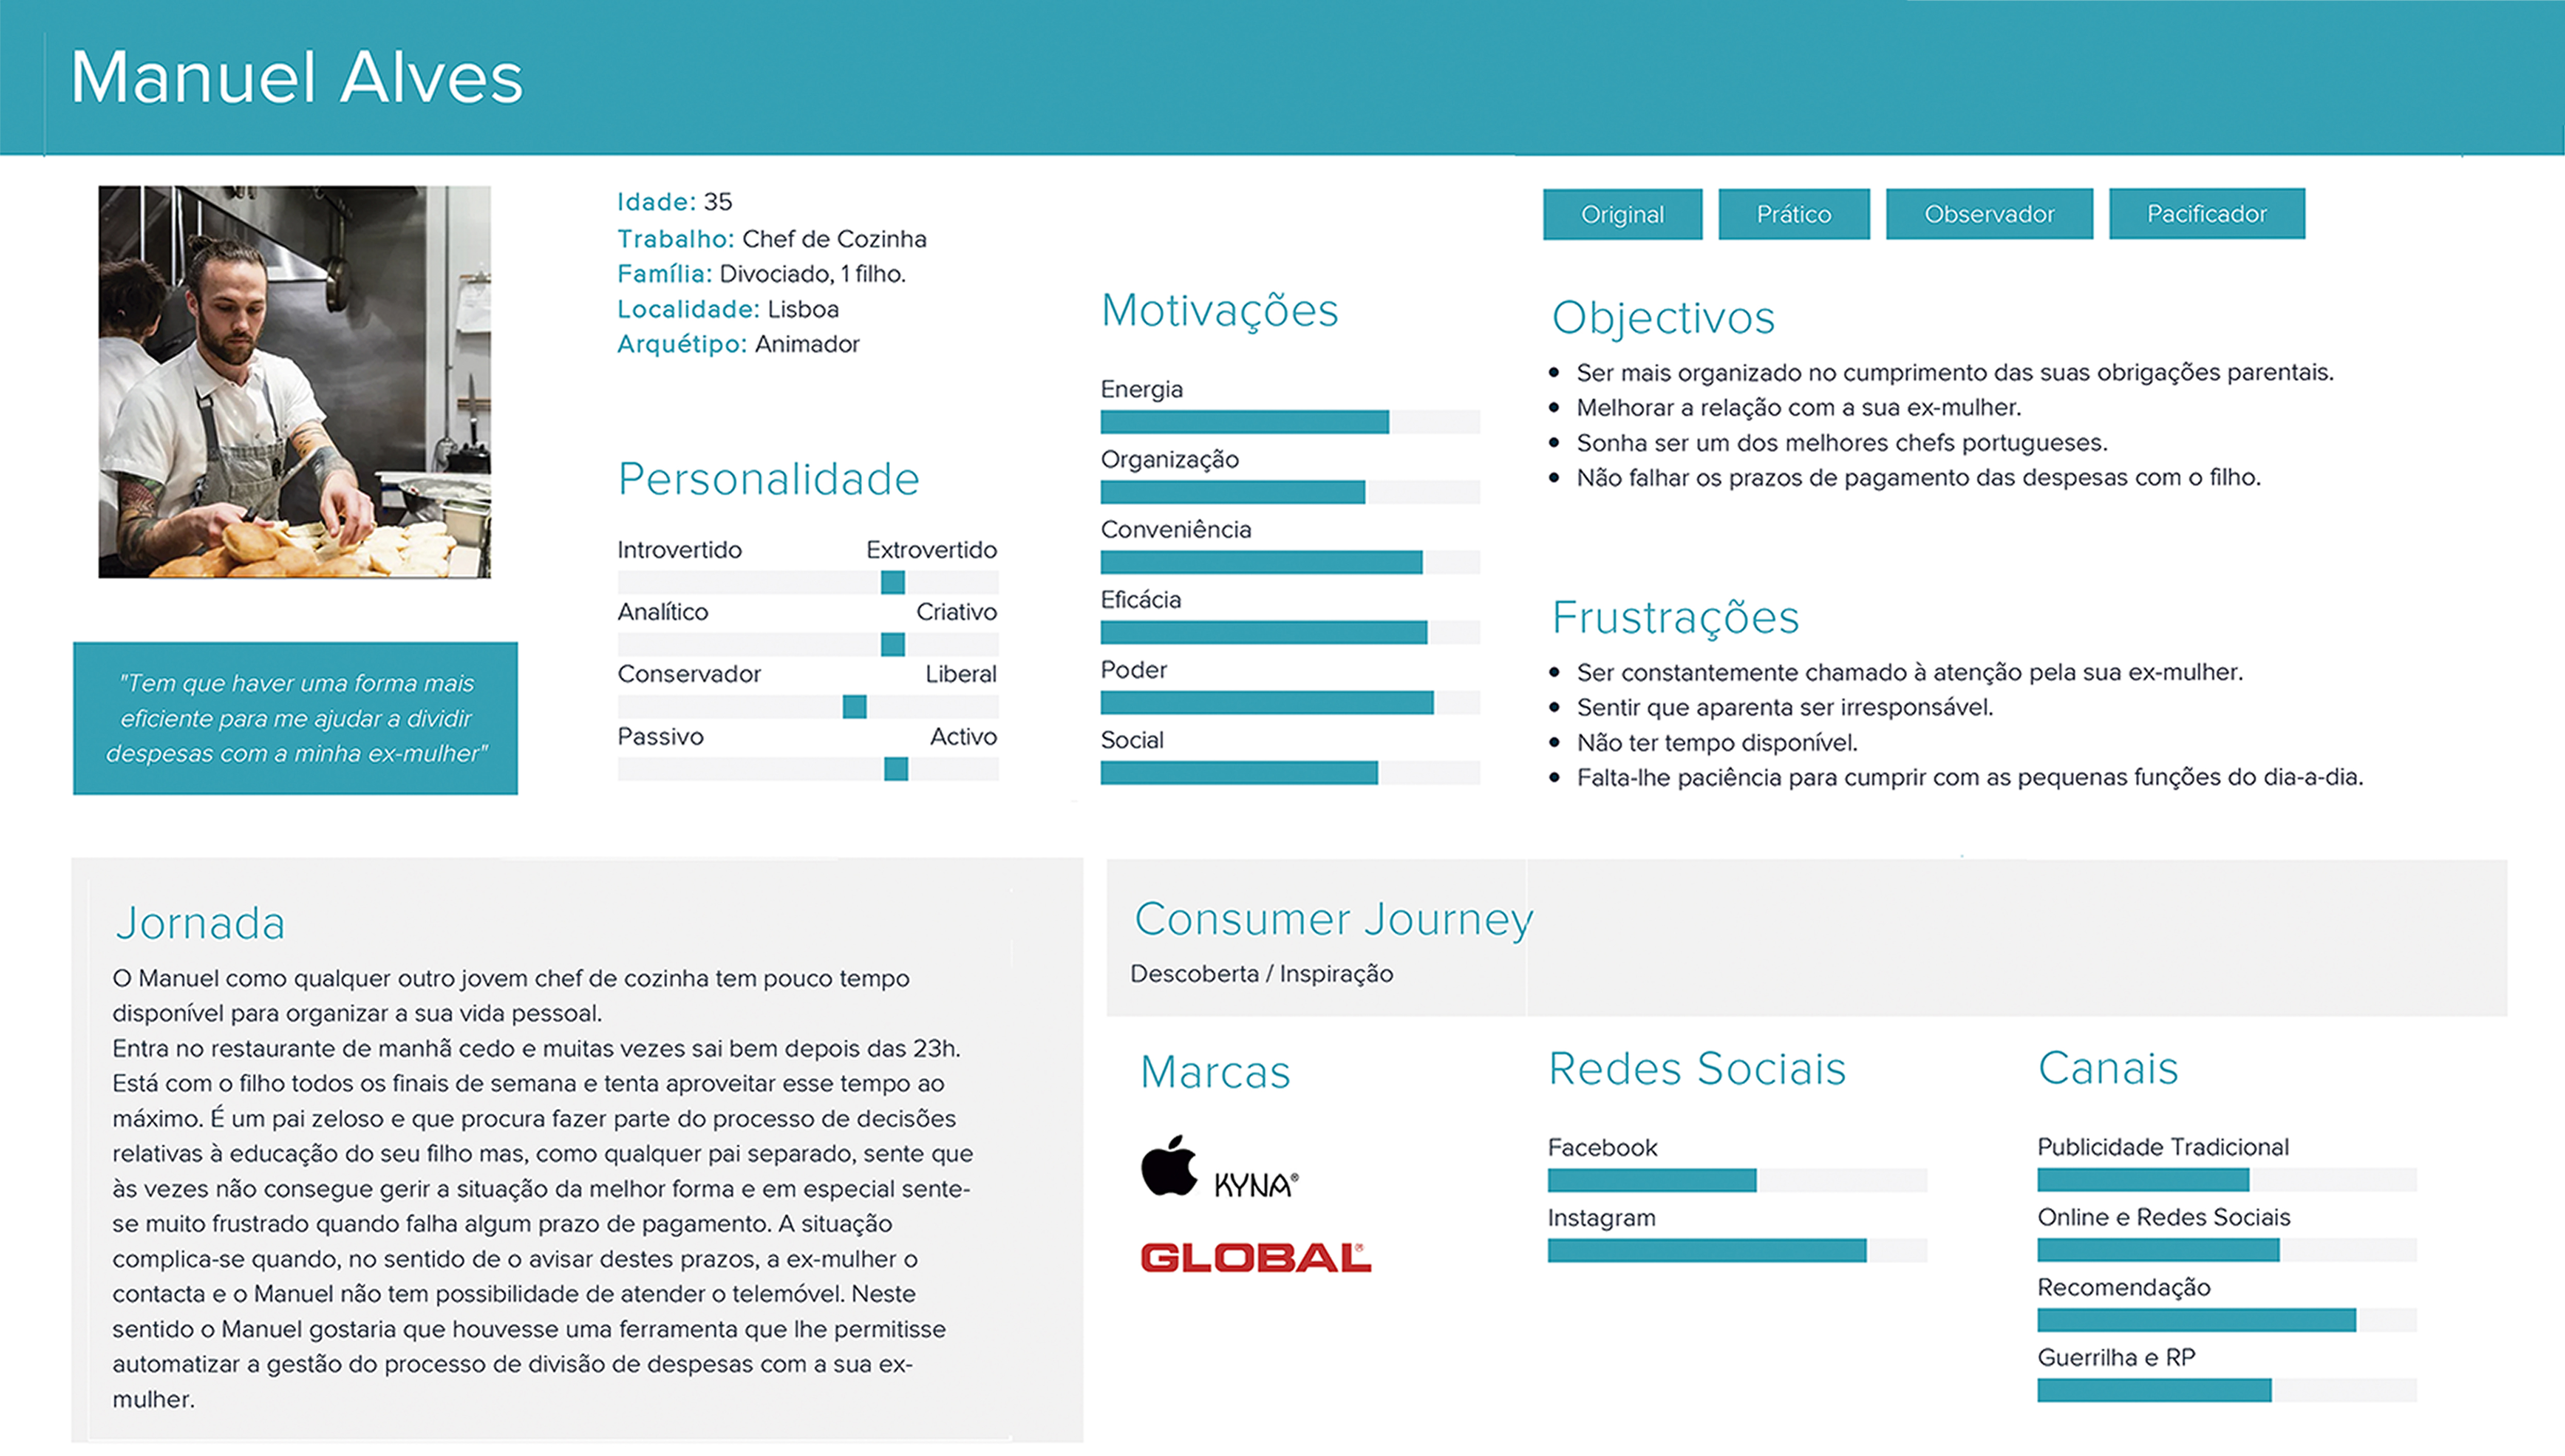 Manuel Alves
Idade: 35
Trabalho: Chef de Cozinha
Família: Divociado, 1 filho.
Localidade: Lisboa
Arquétipo: Animador
"Tem que haver uma forma mais
eficiente para me ajudar a dividir
despesas com a minha ex-mulher"
Personalidade
Introvertido Extrovertido
Analítico Criativo
Conservador Liberal
Passivo Activo
Motivações
Energia
Organização
Conveniência
Eficácia
Poder
Social
Original Prático Observador Pacificador
Objectivos
• Ser mais organizado no cumprimento das suas obrigações parentais.
• Melhorar a relação com a sua ex-mulher.
• Sonha ser um dos melhores chefs portugueses.
• Não falhar os prazos de pagamento das despesas com o filho.
Frustrações
• Ser constantemente chamado à atenção pela sua ex-mulher.
• Sentir que aparenta ser irresponsável.
• Não ter tempo disponível.
• Falta-lhe paciência para cumprir com as pequenas funções do dia-a-dia.
Jornada
O Manuel como qualquer outro jovem chef de cozinha tem pouco tempo
disponível para organizar a sua vida pessoal.
Entra no restaurante de manhã cedo e muitas vezes sai bem depois das 23h.
Está com o filho todos os finais de semana e tenta aproveitar esse tempo ao
máximo. É um pai zeloso e que procura fazer parte do processo de decisões
relativas à educação do seu filho mas, como qualquer pai separado, sente que
às vezes não consegue gerir a situação da melhor forma e em especial sente-
se muito frustrado quando falha algum prazo de pagamento. A situação
complica-se quando, no sentido de o avisar destes prazos, a ex-mulher o
contacta e o Manuel não tem possibilidade de atender o telemóvel. Neste
sentido o Manuel gostaria que houvesse uma ferramenta que lhe permitisse
automatizar a gestão do processo de divisão de despesas com a sua ex-
mulher.
Consumer Journey
Descoberta / Inspiração
Marcas
KYNA®
GLOBAL®
Redes Sociais
Facebook
Instagram
Canais
Publicidade Tradicional
Online e Redes Sociais
Recomendação
Guerrilha e RP